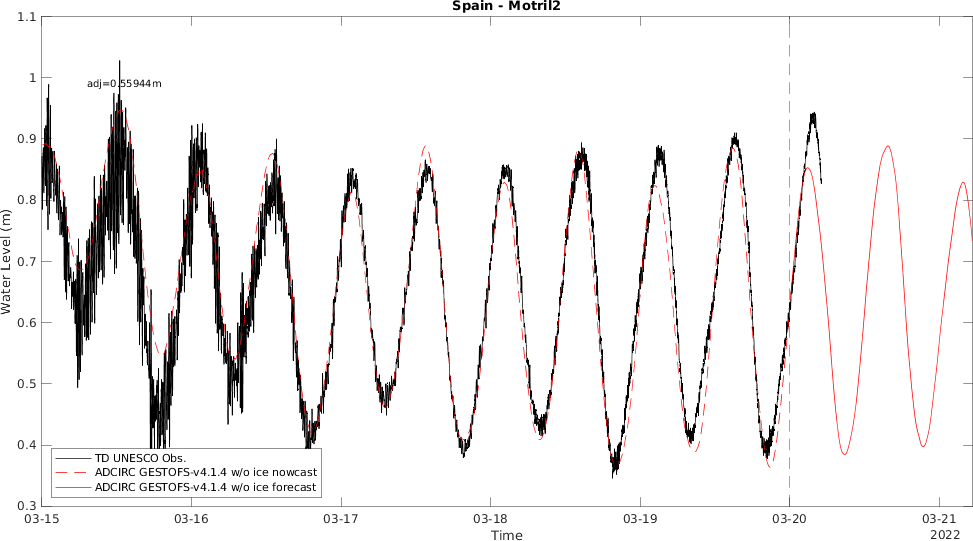 Spain - Motril2
1.1
1
0.9
0.8
0.7
0.6
0.5
0.4
0.3
Water Level (m)
adj=0.55944m
TD UNESCO Obs.
ADCIRC GESTOFS-v4.1.4 w/o ice nowcast
ADCIRC GESTOFS-v4.1.4 w/o ice forecast
03-15 03-16 03-17 03-18 03-19 03-20 03-21
Time
2022